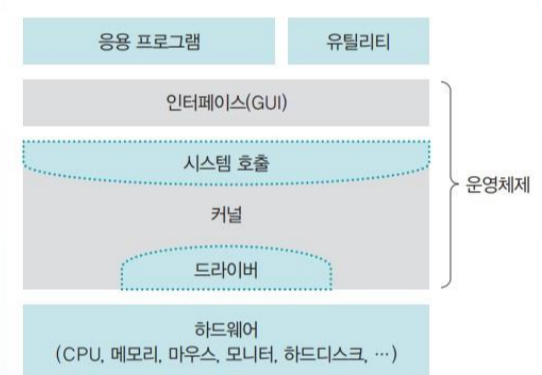 응용 프로그램
유틸리티
인터페이스(GUI)
시스템 호출
운영체제
커널
드라이버
하드웨어
(CPU, 메모리, 마우스, 모니터, 하드디스크, …)